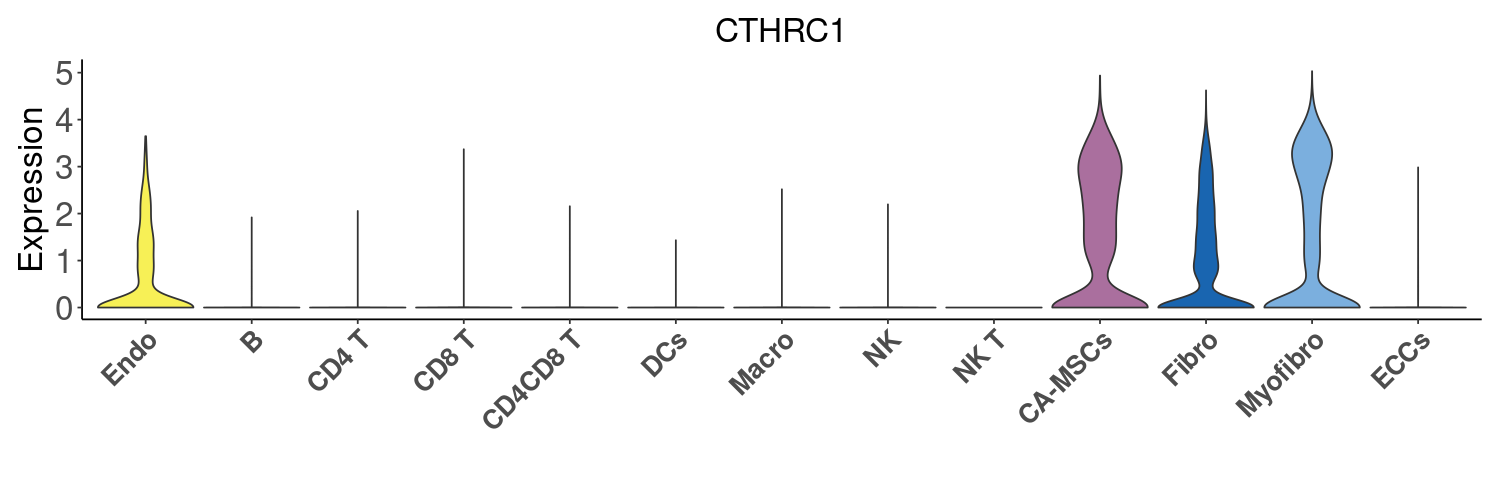 CTHRC1
Expression
5
4
3
2
1
0
Endo
B
CD4 T
CD8 T
CD4CD8 T
DCs
Macro
NK
NK T
CA-MSCs
Fibro
Myofibro
ECCs